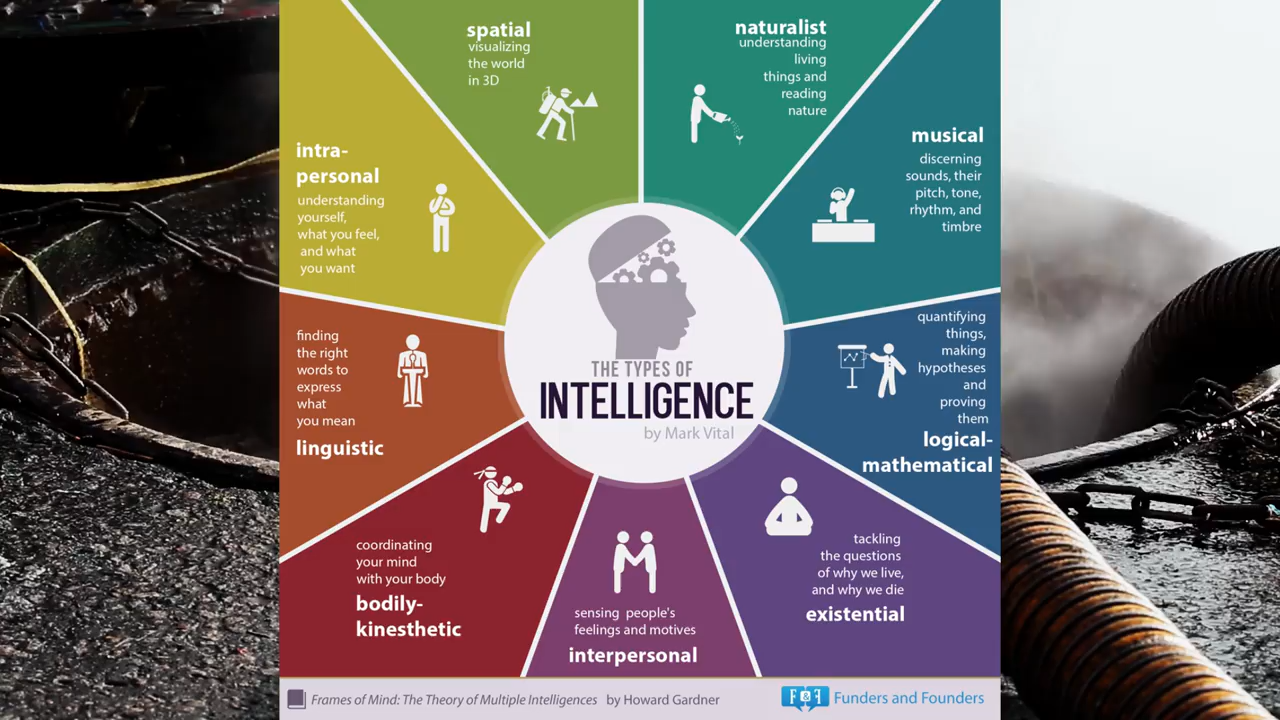 spatial
visualizing
the world
in 3D
naturalist
understanding
living
things and
reading
nature
musical
discerning
sounds, their
pitch, tone,
rhythm, and
timbre
intra-
personal
understanding
yourself,
what you feel,
and what
you want
quantifying
things,
making
hypotheses
and
proving
them
logical-
mathematical
finding
the right
words to
express
what
you mean
linguistic
THE TYPES OF
INTELLIGENCE
by Mark Vital
coordinating
your mind
with your body
bodily-
kinesthetic
sensing people's
feelings and motives
interpersonal
tackling
the questions
of why we live,
and why we die
existential
Frames of Mind: The Theory of Multiple Intelligences by Howard Gardner
F&F Funders and Founders